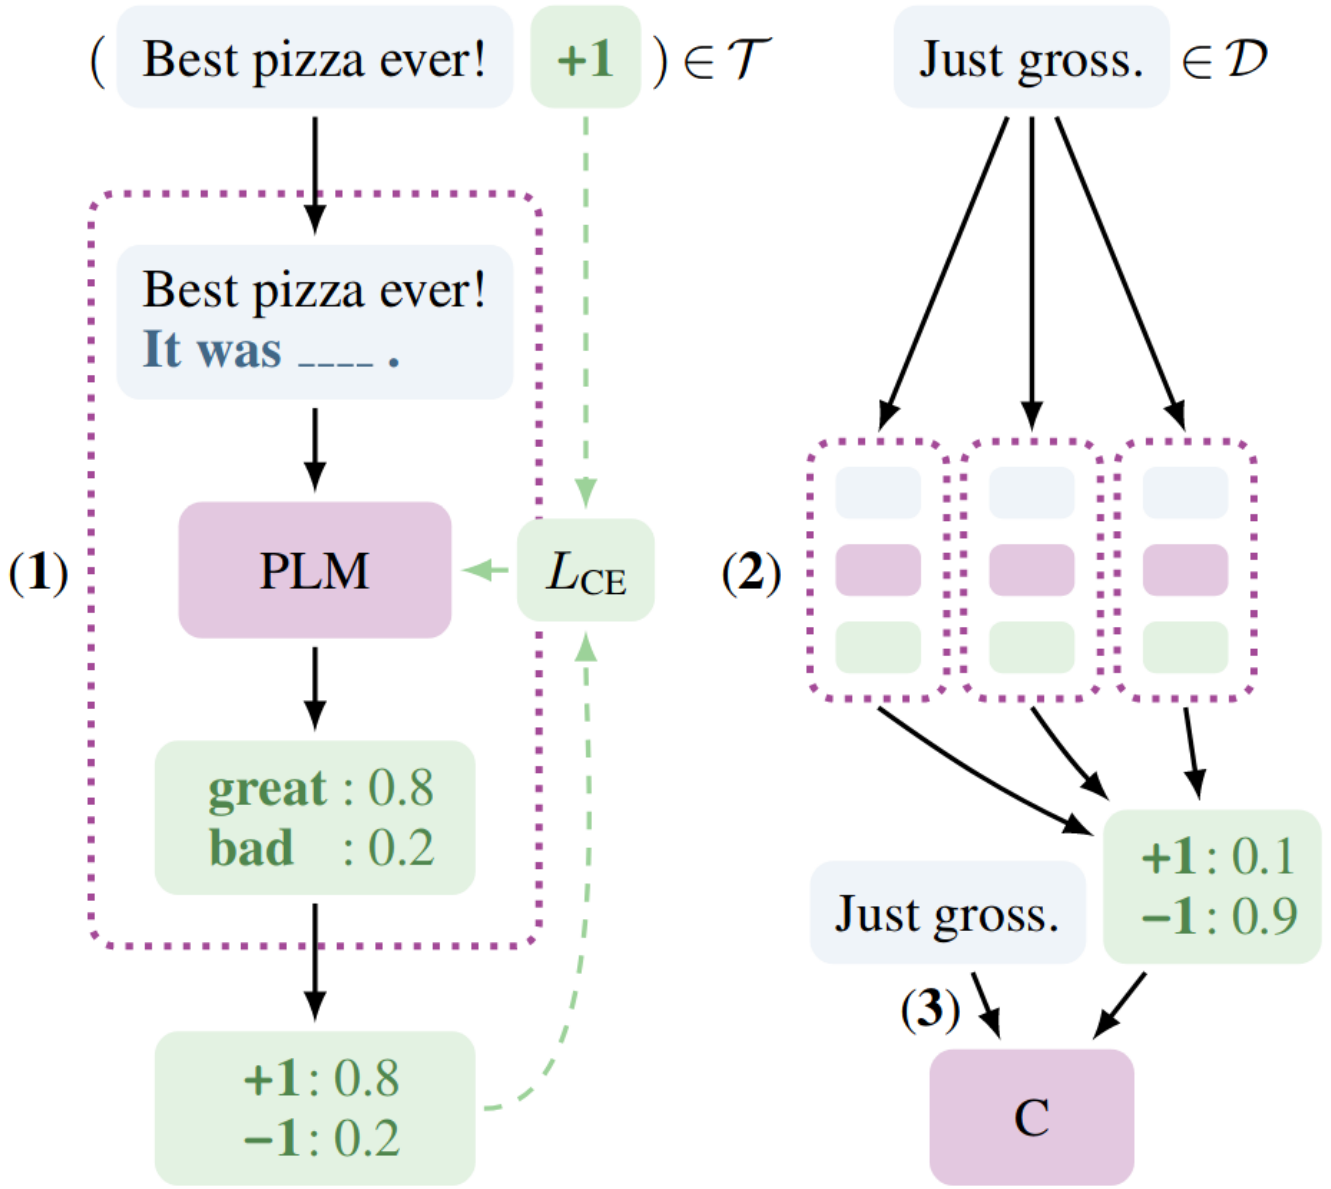 ( Best pizza ever! +1 ) ∈ 𝒯
Best pizza ever!
It was ____ .
(1)
PLM
L_CE
great : 0.8
bad : 0.2
+1 : 0.8
−1 : 0.2
Just gross. ∈ 𝒟
(2)
+1 : 0.1
−1 : 0.9
Just gross.
(3)
C